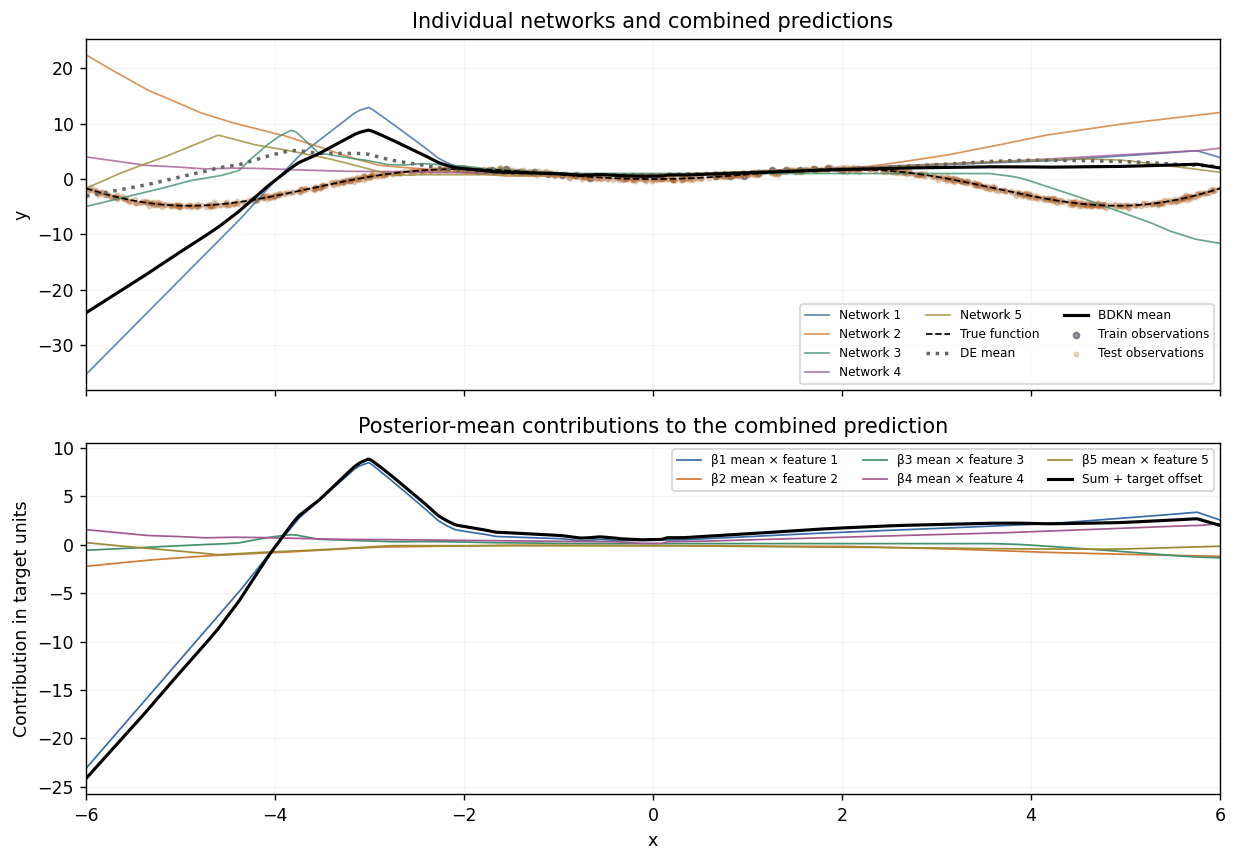 Individual networks and combined predictions
20
10
0
−10
−20
−30
y
Network 1
Network 2
Network 3
Network 4
Network 5
True function
DE mean
BDKN mean
Train observations
Test observations
Posterior-mean contributions to the combined prediction
10
5
0
−5
−10
−15
−20
−25
Contribution in target units
β1 mean × feature 1
β2 mean × feature 2
β3 mean × feature 3
β4 mean × feature 4
β5 mean × feature 5
Sum + target offset
−6 −4 −2 0 2 4 6
x